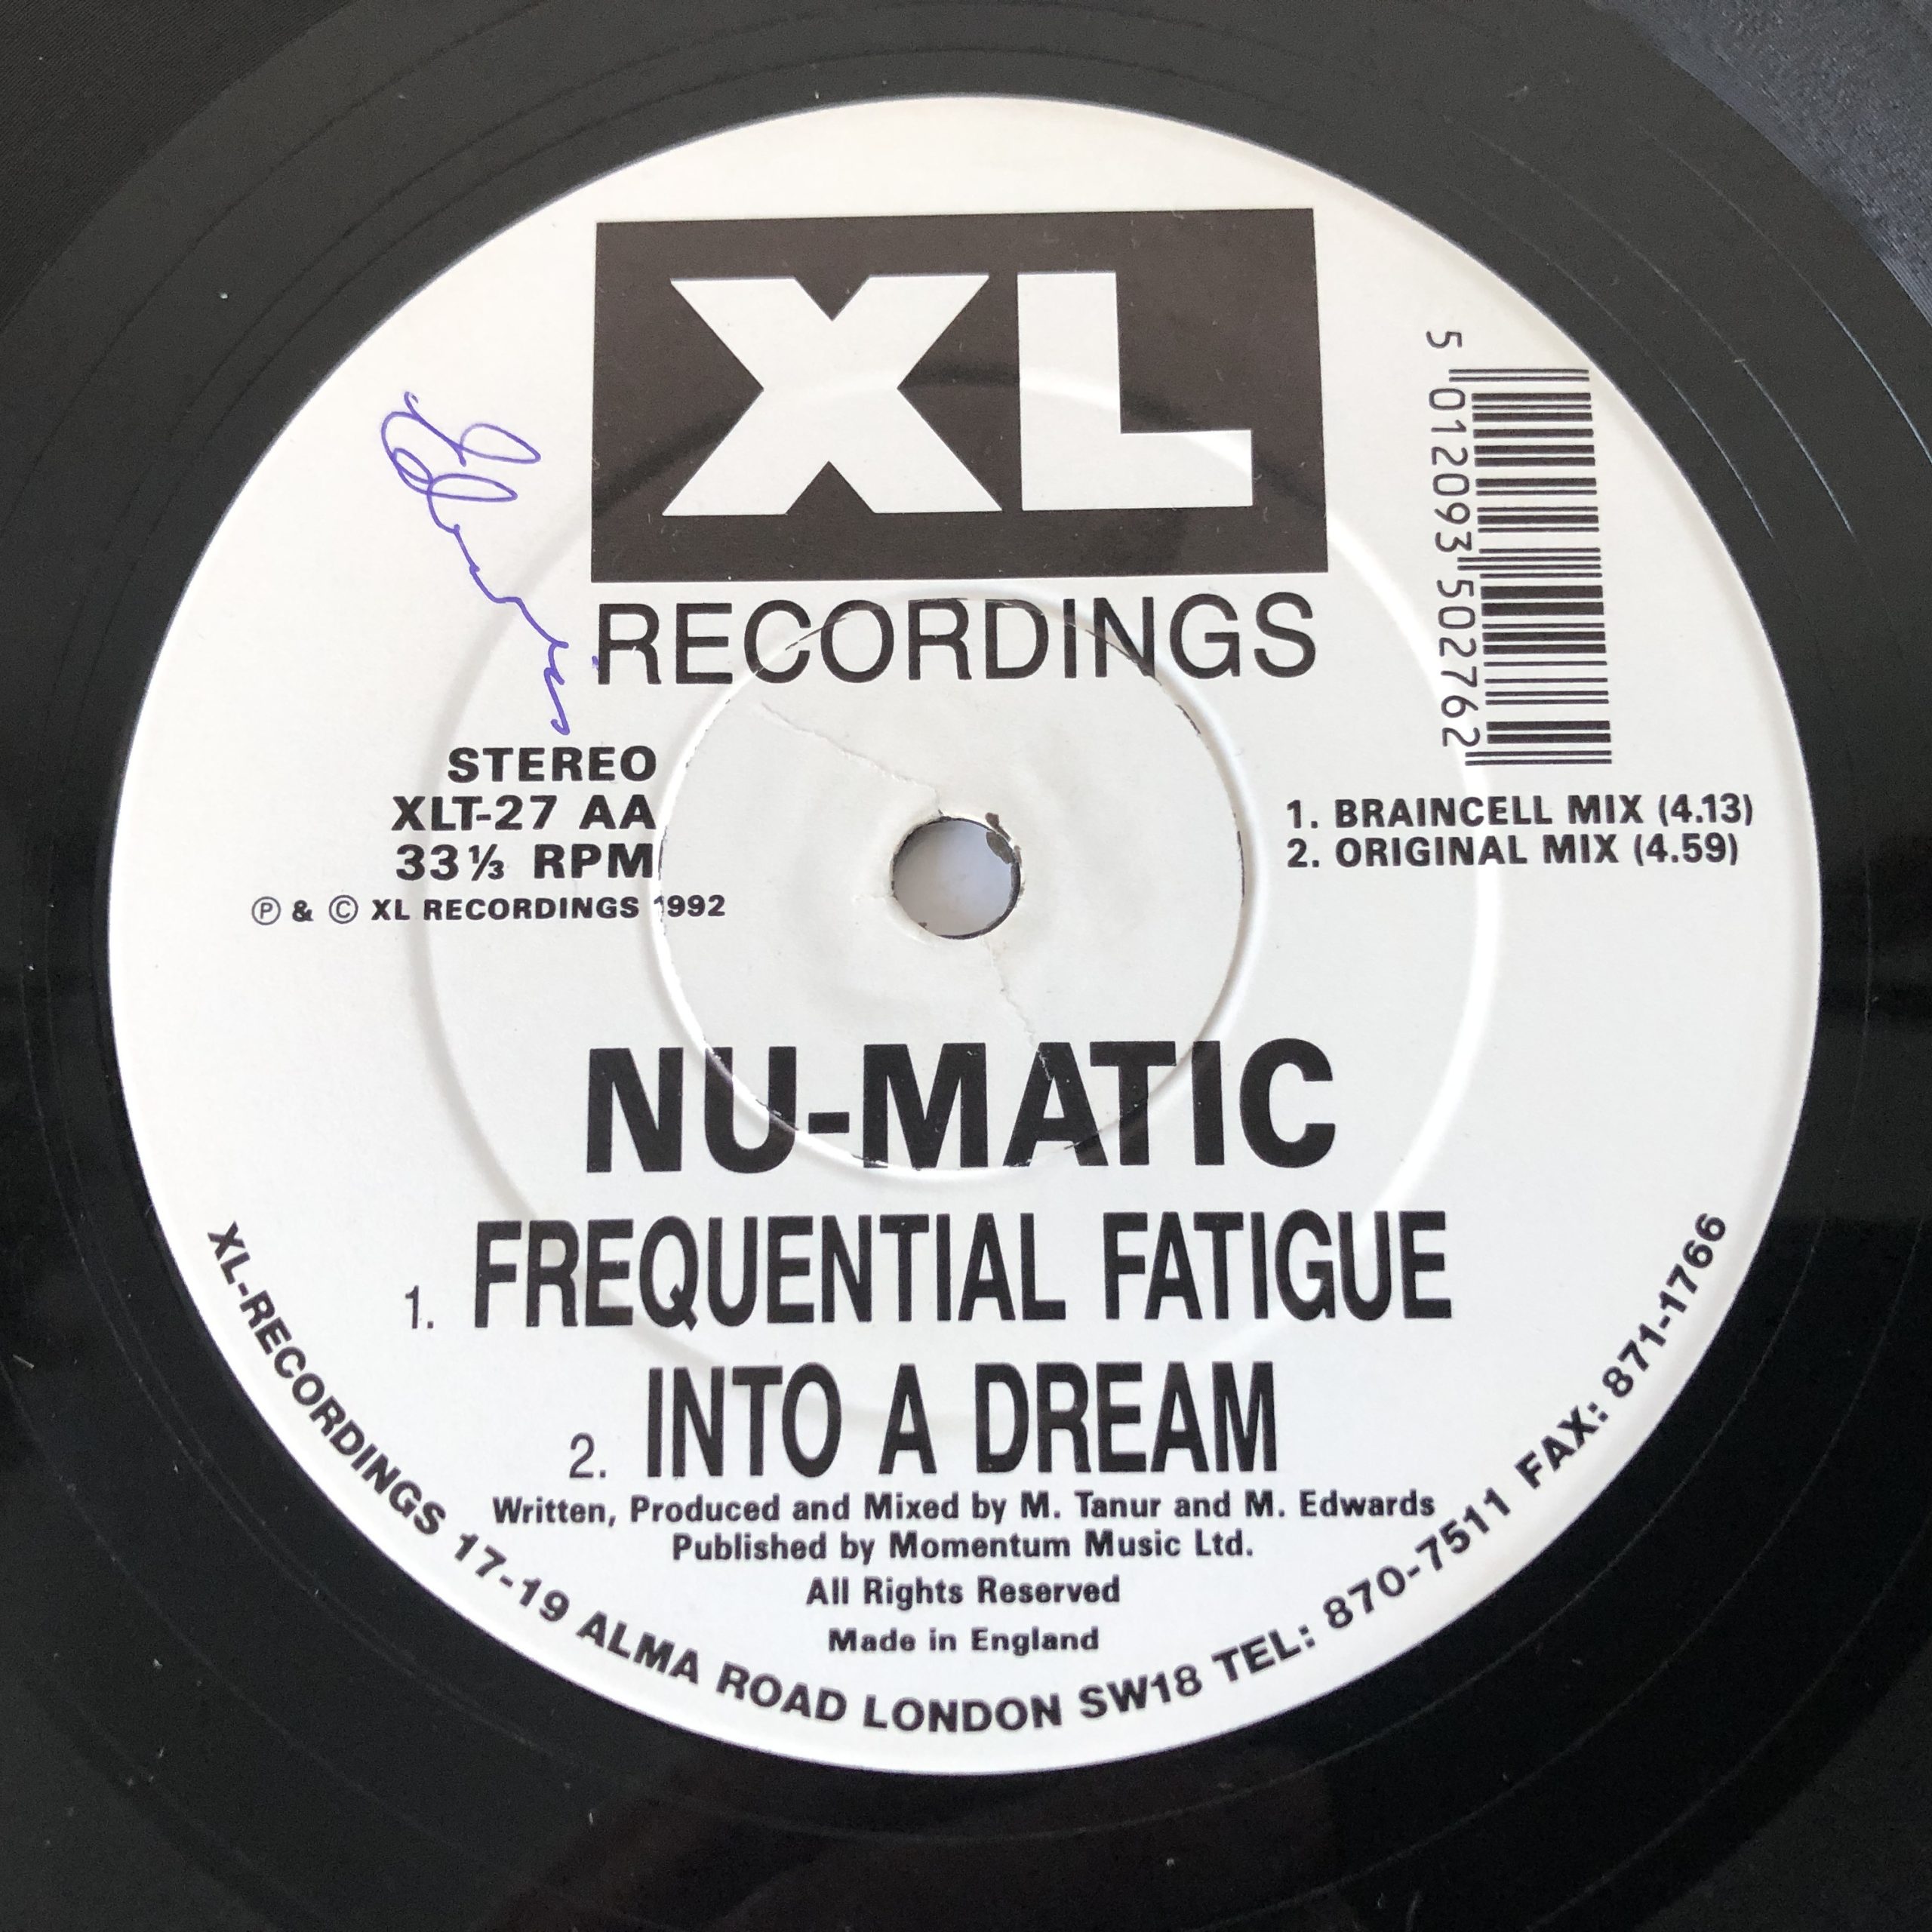 XL
RECORDINGS
5 012093 502762
STEREO
XLT-27 AA
33⅓ RPM
℗ & © XL RECORDINGS 1992
1. BRAINCELL MIX (4.13)
2. ORIGINAL MIX (4.59)
NU-MATIC
1. FREQUENTIAL FATIGUE
2. INTO A DREAM
Written, Produced and Mixed by M. Tanur and M. Edwards
Published by Momentum Music Ltd.
All Rights Reserved
Made in England
XL-RECORDINGS 17-19 ALMA ROAD LONDON SW18 TEL: 870-7511 FAX: 871-1766